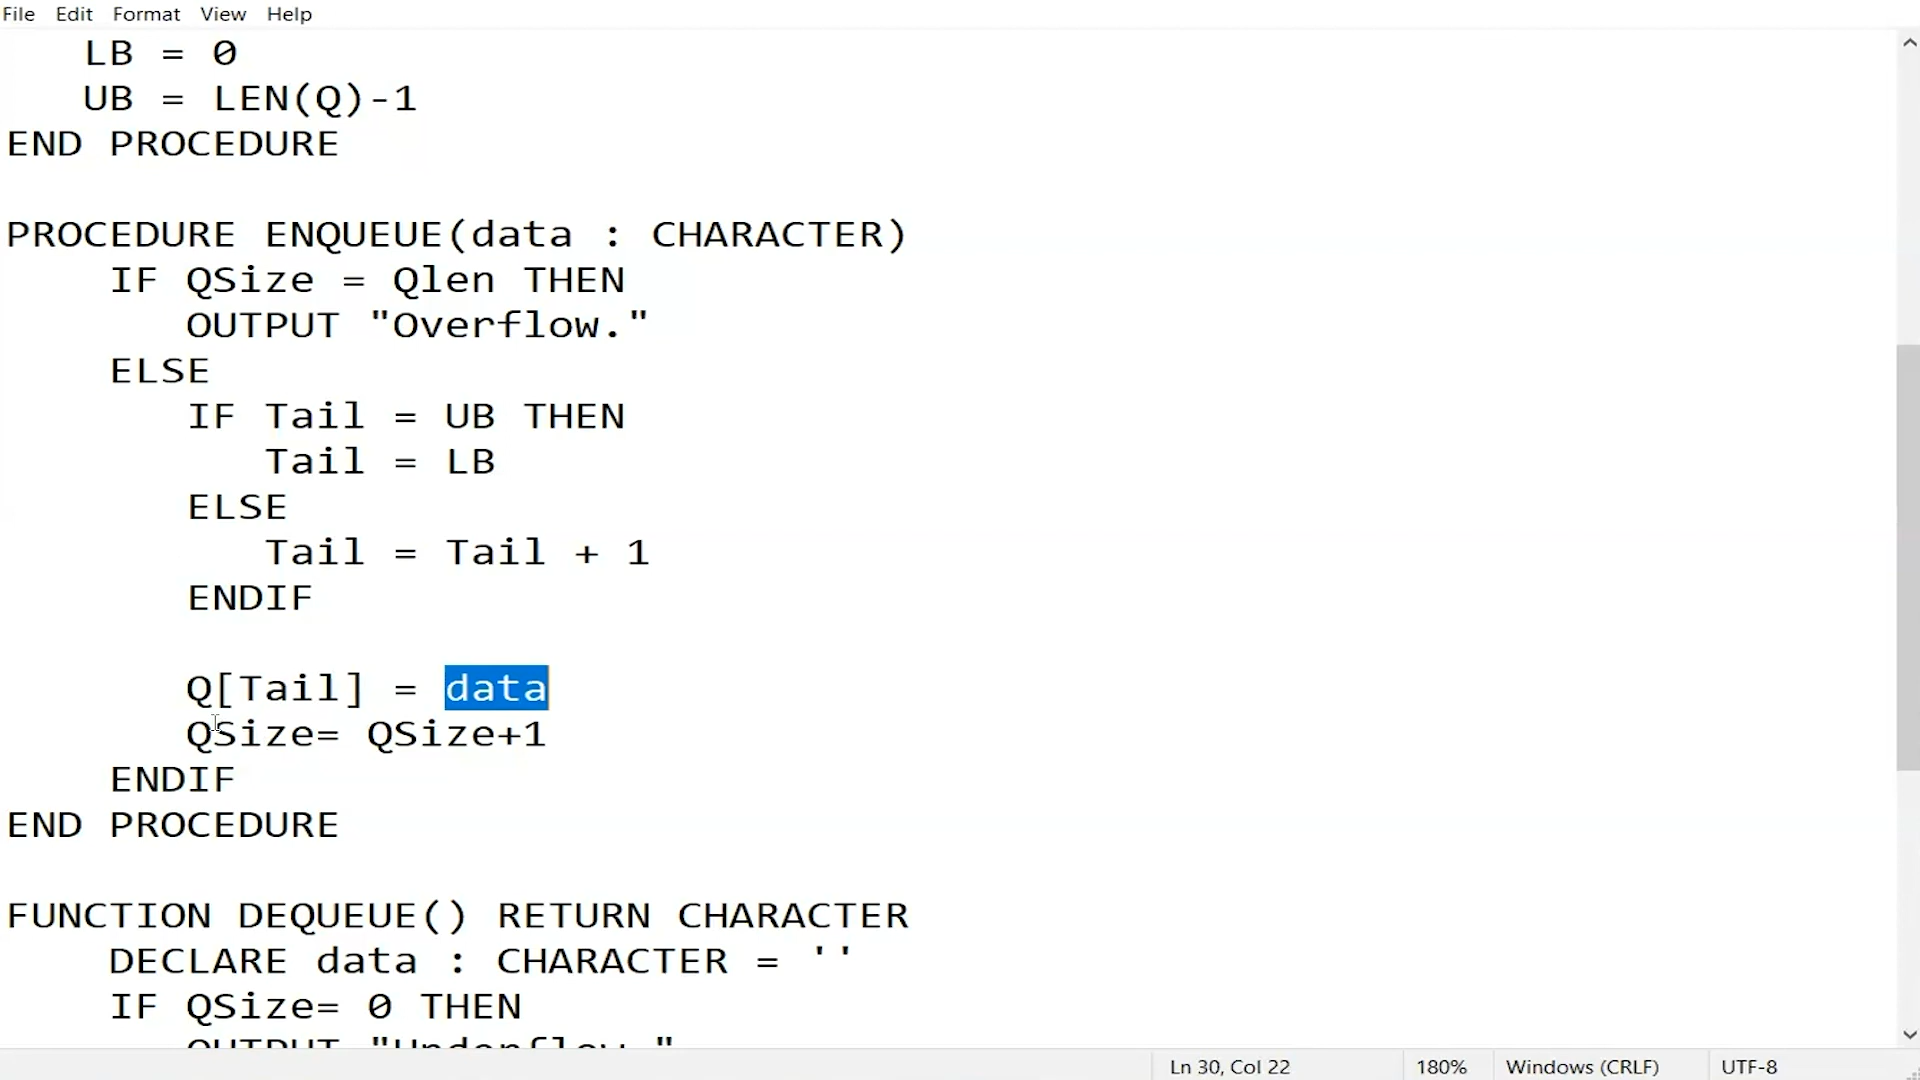 File Edit Format View Help
LB = 0
UB = LEN(Q)-1
END PROCEDURE
PROCEDURE ENQUEUE(data : CHARACTER)
IF QSize = Qlen THEN
OUTPUT "Overflow."
ELSE
IF Tail = UB THEN
Tail = LB
ELSE
Tail = Tail + 1
ENDIF
Q[Tail] = data
QSize= QSize+1
ENDIF
END PROCEDURE
FUNCTION DEQUEUE() RETURN CHARACTER
DECLARE data : CHARACTER = ''
IF QSize= 0 THEN
OUTPUT "Underflow."
Ln 30, Col 22 180% Windows (CRLF) UTF-8